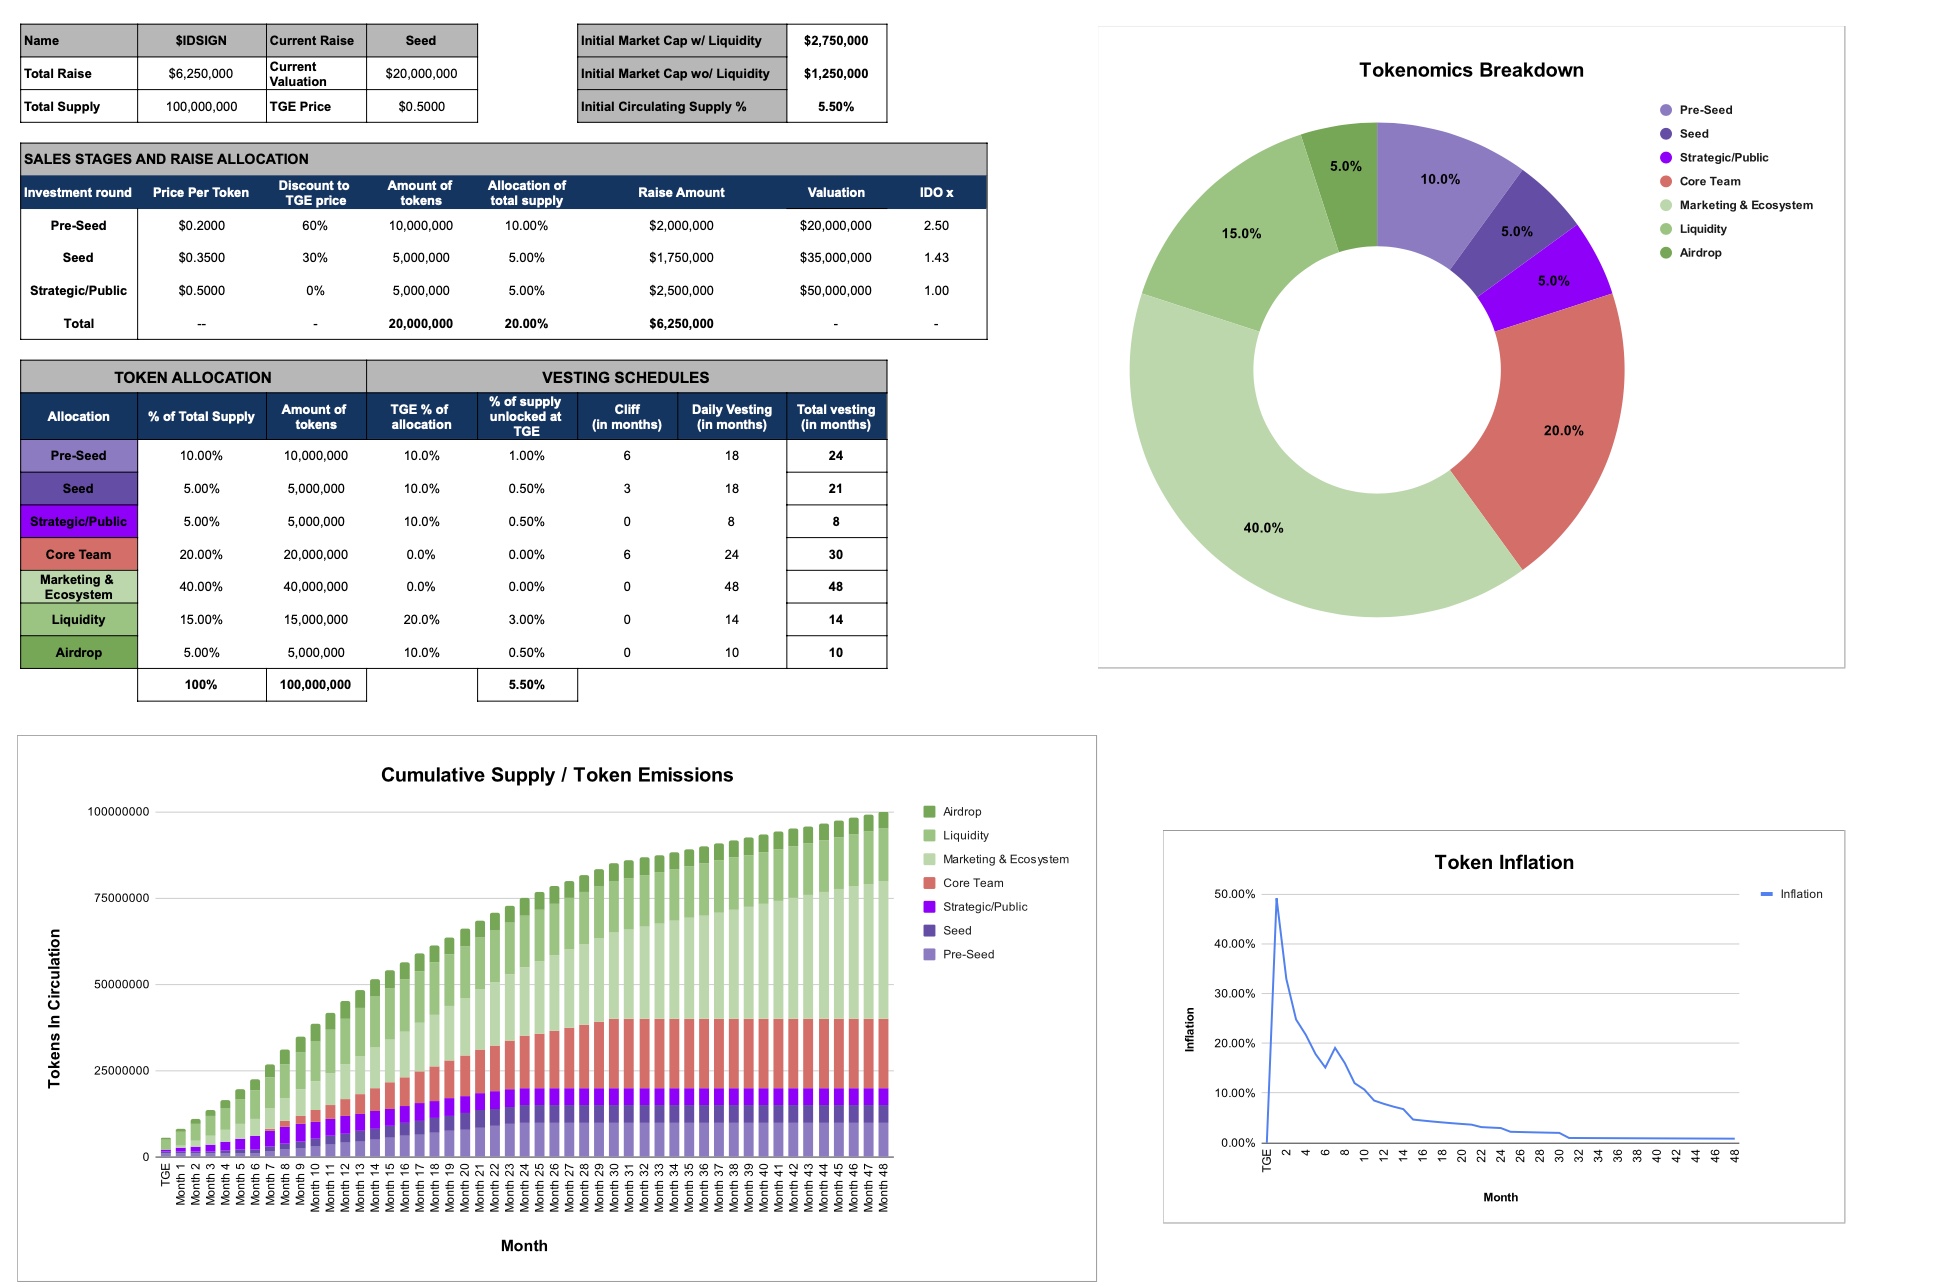 Name $IDSIGN Current Raise Seed
Total Raise $6,250,000 Current Valuation $20,000,000
Total Supply 100,000,000 TGE Price $0.5000
Initial Market Cap w/ Liquidity $2,750,000
Initial Market Cap wo/ Liquidity $1,250,000
Initial Circulating Supply % 5.50%
SALES STAGES AND RAISE ALLOCATION
Investment round Price Per Token Discount to TGE price Amount of tokens Allocation of total supply Raise Amount Valuation IDO x
Pre-Seed $0.2000 60% 10,000,000 10.00% $2,000,000 $20,000,000 2.50
Seed $0.3500 30% 5,000,000 5.00% $1,750,000 $35,000,000 1.43
Strategic/Public $0.5000 0% 5,000,000 5.00% $2,500,000 $50,000,000 1.00
Total -- - 20,000,000 20.00% $6,250,000 - -
TOKEN ALLOCATION VESTING SCHEDULES
Allocation % of Total Supply Amount of tokens TGE % of allocation % of supply unlocked at TGE Cliff (in months) Daily Vesting (in months) Total vesting (in months)
Pre-Seed 10.00% 10,000,000 10.0% 1.00% 6 18 24
Seed 5.00% 5,000,000 10.0% 0.50% 3 18 21
Strategic/Public 5.00% 5,000,000 10.0% 0.50% 0 8 8
Core Team 20.00% 20,000,000 0.0% 0.00% 6 24 30
Marketing & Ecosystem 40.00% 40,000,000 0.0% 0.00% 0 48 48
Liquidity 15.00% 15,000,000 20.0% 3.00% 0 14 14
Airdrop 5.00% 5,000,000 10.0% 0.50% 0 10 10
100% 100,000,000 5.50%
Tokenomics Breakdown
Pre-Seed
Seed
Strategic/Public
Core Team
Marketing & Ecosystem
Liquidity
Airdrop
10.0%
5.0%
5.0%
20.0%
40.0%
15.0%
5.0%
Cumulative Supply / Token Emissions
Tokens In Circulation
100000000
75000000
50000000
25000000
0
TGE
Month 1
Month 2
Month 3
Month 4
Month 5
Month 6
Month 7
Month 8
Month 9
Month 10
Month 11
Month 12
Month 13
Month 14
Month 15
Month 16
Month 17
Month 18
Month 19
Month 20
Month 21
Month 22
Month 23
Month 24
Month 25
Month 26
Month 27
Month 28
Month 29
Month 30
Month 31
Month 32
Month 33
Month 34
Month 35
Month 36
Month 37
Month 38
Month 39
Month 40
Month 41
Month 42
Month 43
Month 44
Month 45
Month 46
Month 47
Month 48
Month
Airdrop
Liquidity
Marketing & Ecosystem
Core Team
Strategic/Public
Seed
Pre-Seed
Token Inflation
Inflation
Inflation
50.00%
40.00%
30.00%
20.00%
10.00%
0.00%
TGE 2 4 6 8 10 12 14 16 18 20 22 24 26 28 30 32 34 36 38 40 42 44 46 48
Month